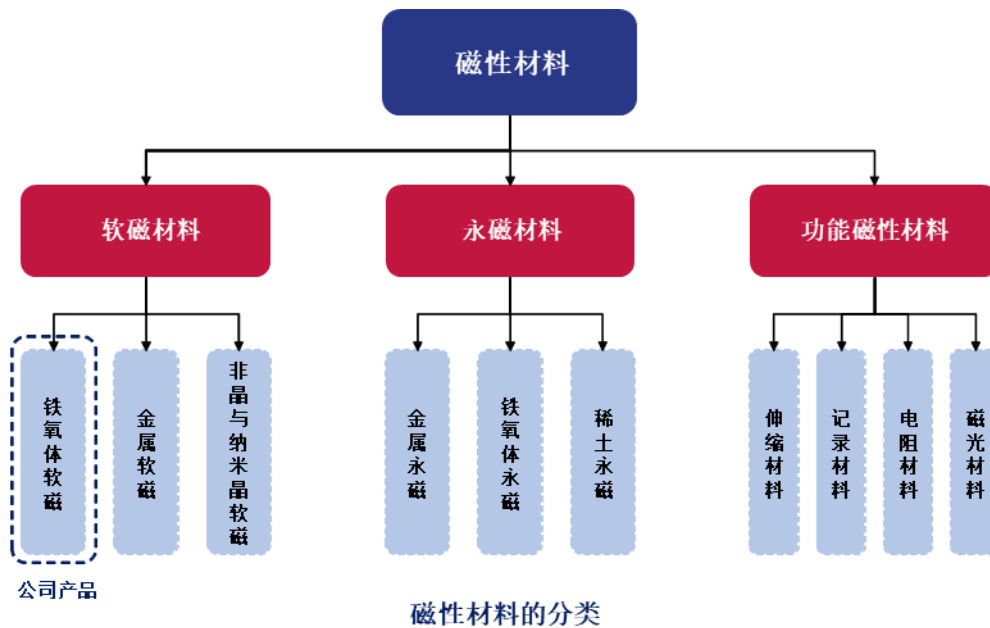 磁性材料
软磁材料
永磁材料
功能磁性材料
铁氧体软磁
金属软磁
非晶与纳米晶软磁
金属永磁
铁氧体永磁
稀土永磁
伸缩材料
记录材料
电阻材料
磁光材料
公司产品
磁性材料的分类